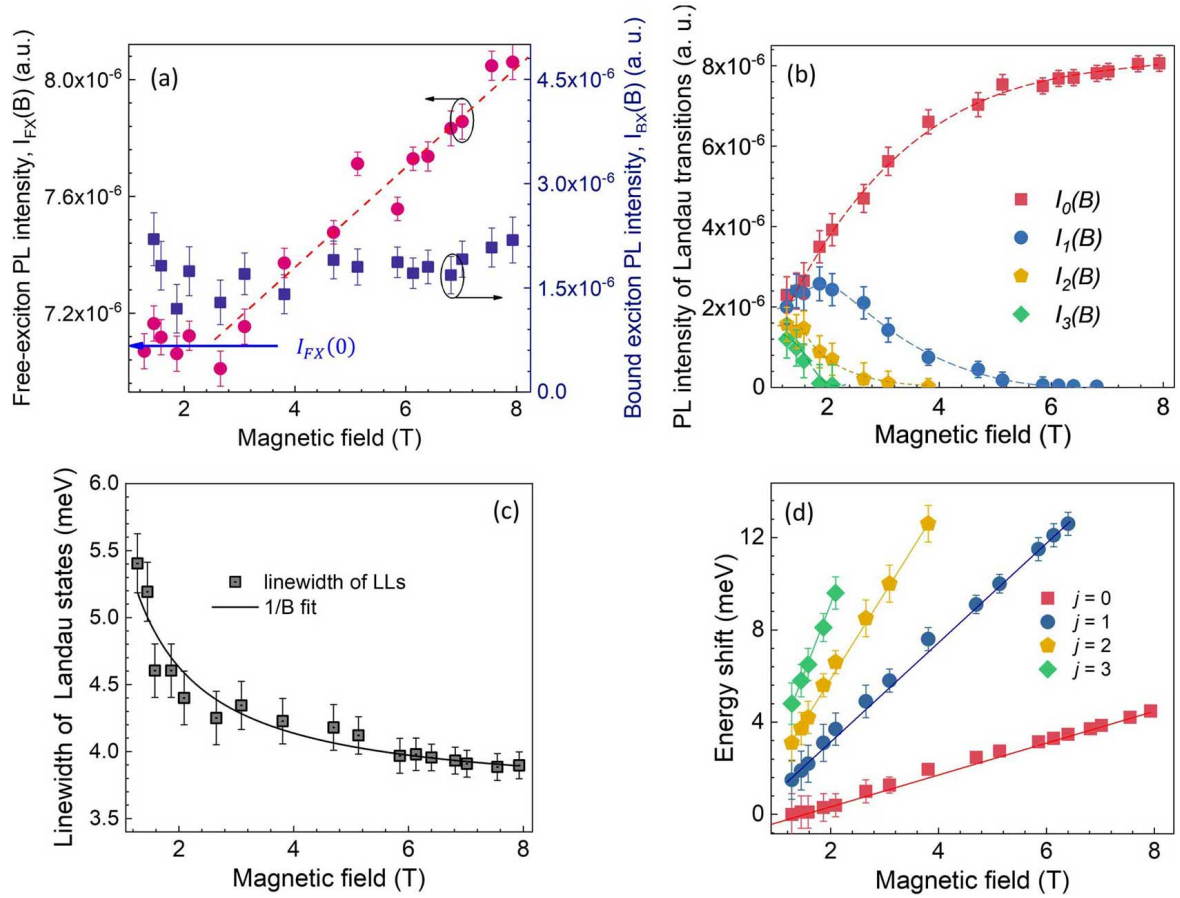 (a)
Free-exciton PL intensity, I_FX(B) (a.u.)
8.0x10⁻⁶
7.6x10⁻⁶
7.2x10⁻⁶
I_FX(0)
4.5x10⁻⁶
3.0x10⁻⁶
1.5x10⁻⁶
0.0
Bound exciton PL intensity, I_BX(B) (a. u.)
2 4 6 8
Magnetic field (T)
(b)
PL intensity of Landau transitions (a. u.)
8x10⁻⁶
6x10⁻⁶
4x10⁻⁶
2x10⁻⁶
0
I₀(B)
I₁(B)
I₂(B)
I₃(B)
2 4 6 8
Magnetic field (T)
(c)
Linewidth of Landau states (meV)
6.0
5.5
5.0
4.5
4.0
3.5
linewidth of LLs
1/B fit
2 4 6 8
Magnetic field (T)
(d)
Energy shift (meV)
12
8
4
0
j = 0
j = 1
j = 2
j = 3
2 4 6 8
Magnetic field (T)